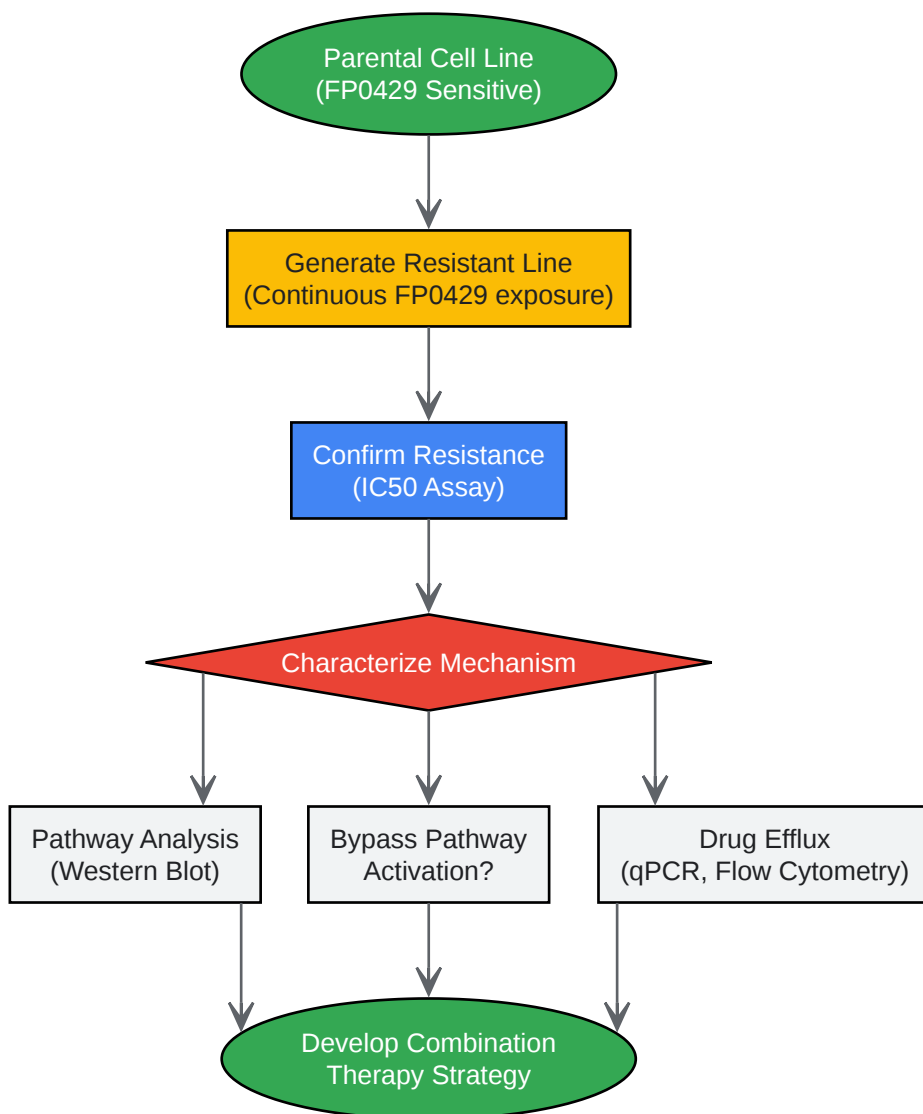 Parental Cell Line
(FP0429 Sensitive)
Generate Resistant Line
(Continuous FP0429 exposure)
Confirm Resistance
(IC50 Assay)
Characterize Mechanism
Pathway Analysis
(Western Blot)
Bypass Pathway
Activation?
Drug Efflux
(qPCR, Flow Cytometry)
Develop Combination
Therapy Strategy